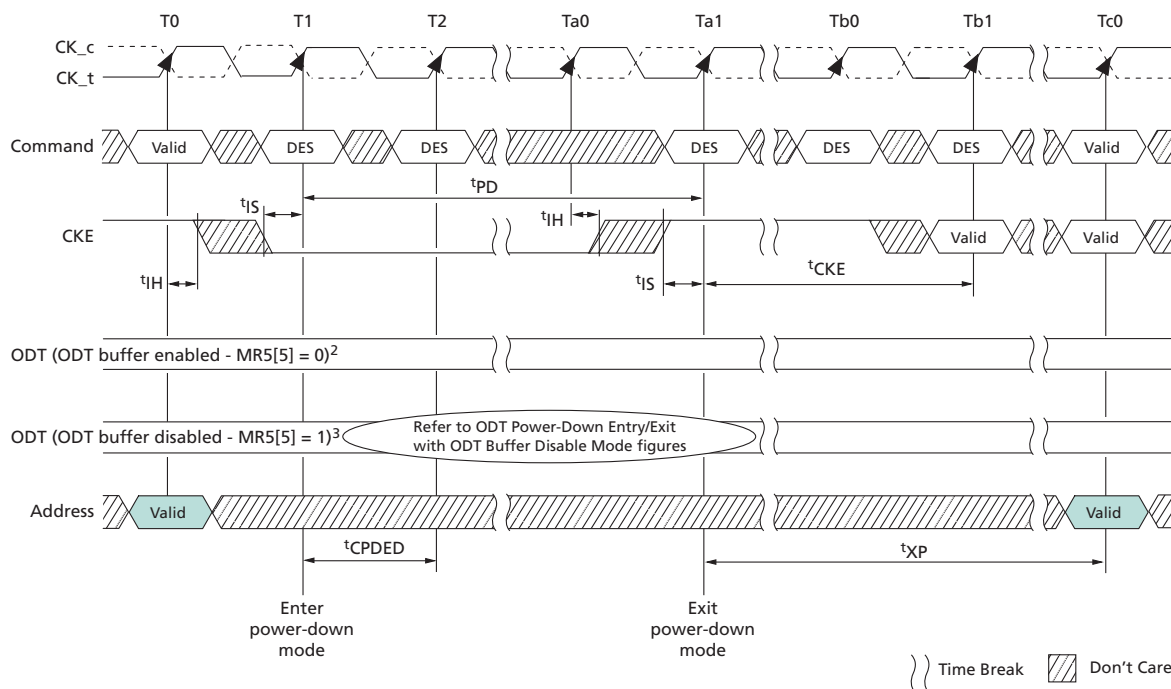 T0 T1 T2 Ta0 Ta1 Tb0 Tb1 Tc0
CK_c
CK_t
Command Valid DES DES DES DES DES Valid
tPD
tIS
tIH
CKE Valid Valid
tIH
tIS
tCKE
ODT (ODT buffer enabled - MR5[5] = 0)2
ODT (ODT buffer disabled - MR5[5] = 1)3
Refer to ODT Power-Down Entry/Exit
with ODT Buffer Disable Mode figures
Address Valid Valid
tCPDED
tXP
Enter
power-down
mode
Exit
power-down
mode
Time Break Don't Care